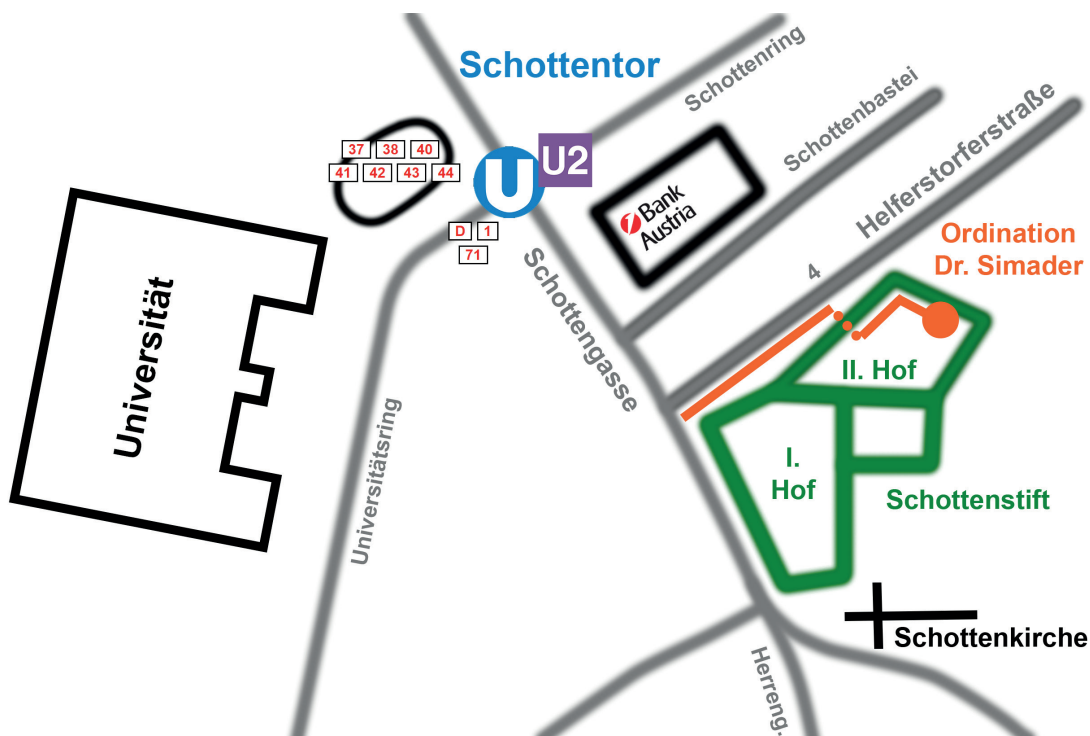 Schottentor
Schottenring
37 38 40
41 42 43 44
U
U2
D 1
71
Bank
Austria
Schottenbastei
Helferstorferstraße
4
Ordination
Dr. Simader
Schottengasse
Universität
Universitätsring
II. Hof
I.
Hof
Schottenstift
Schottenkirche
Herreng.